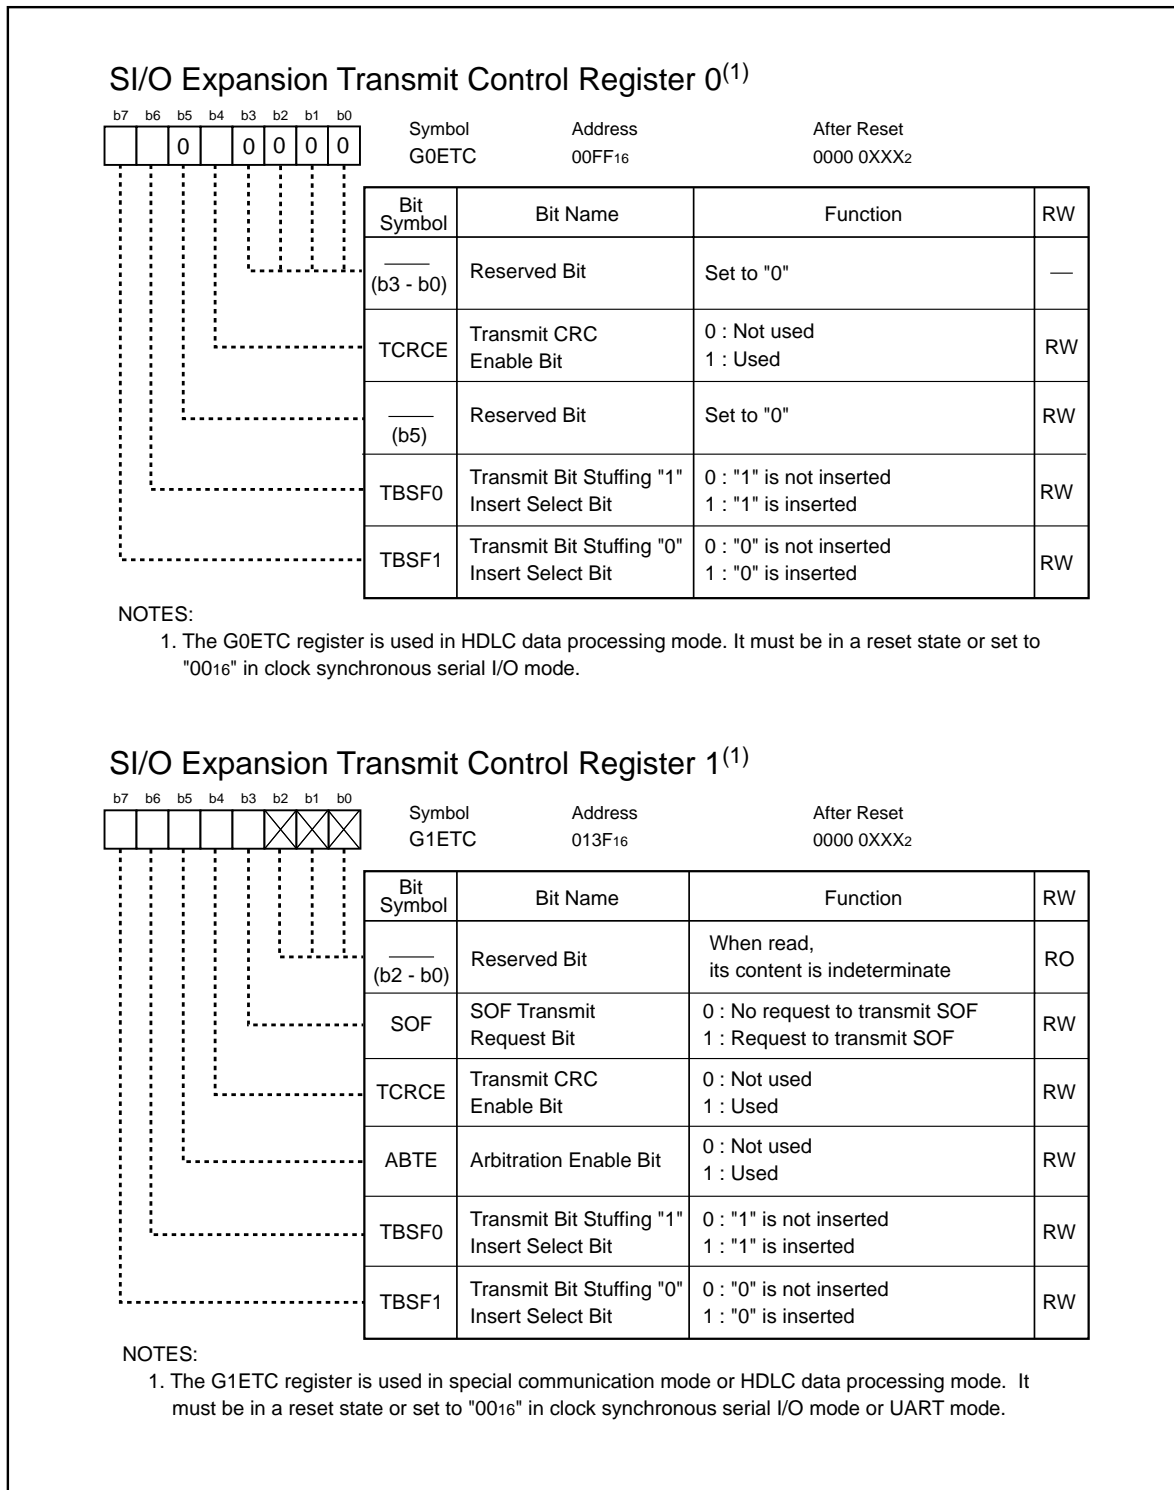 SI/O Expansion Transmit Control Register 0(1)
b7 b6 b5 b4 b3 b2 b1 b0
0 0 0 0 0
Symbol Address After Reset
G0ETC 00FF16 0000 0XXX2
Bit Symbol Bit Name Function RW
(b3 - b0) Reserved Bit Set to "0" —
TCRCE Transmit CRC Enable Bit 0 : Not used
1 : Used RW
(b5) Reserved Bit Set to "0" RW
TBSF0 Transmit Bit Stuffing "1" Insert Select Bit 0 : "1" is not inserted
1 : "1" is inserted RW
TBSF1 Transmit Bit Stuffing "0" Insert Select Bit 0 : "0" is not inserted
1 : "0" is inserted RW
NOTES:
1. The G0ETC register is used in HDLC data processing mode. It must be in a reset state or set to
"0016" in clock synchronous serial I/O mode.
SI/O Expansion Transmit Control Register 1(1)
b7 b6 b5 b4 b3 b2 b1 b0
Symbol Address After Reset
G1ETC 013F16 0000 0XXX2
Bit Symbol Bit Name Function RW
(b2 - b0) Reserved Bit When read,
its content is indeterminate RO
SOF SOF Transmit Request Bit 0 : No request to transmit SOF
1 : Request to transmit SOF RW
TCRCE Transmit CRC Enable Bit 0 : Not used
1 : Used RW
ABTE Arbitration Enable Bit 0 : Not used
1 : Used RW
TBSF0 Transmit Bit Stuffing "1" Insert Select Bit 0 : "1" is not inserted
1 : "1" is inserted RW
TBSF1 Transmit Bit Stuffing "0" Insert Select Bit 0 : "0" is not inserted
1 : "0" is inserted RW
NOTES:
1. The G1ETC register is used in special communication mode or HDLC data processing mode. It
must be in a reset state or set to "0016" in clock synchronous serial I/O mode or UART mode.